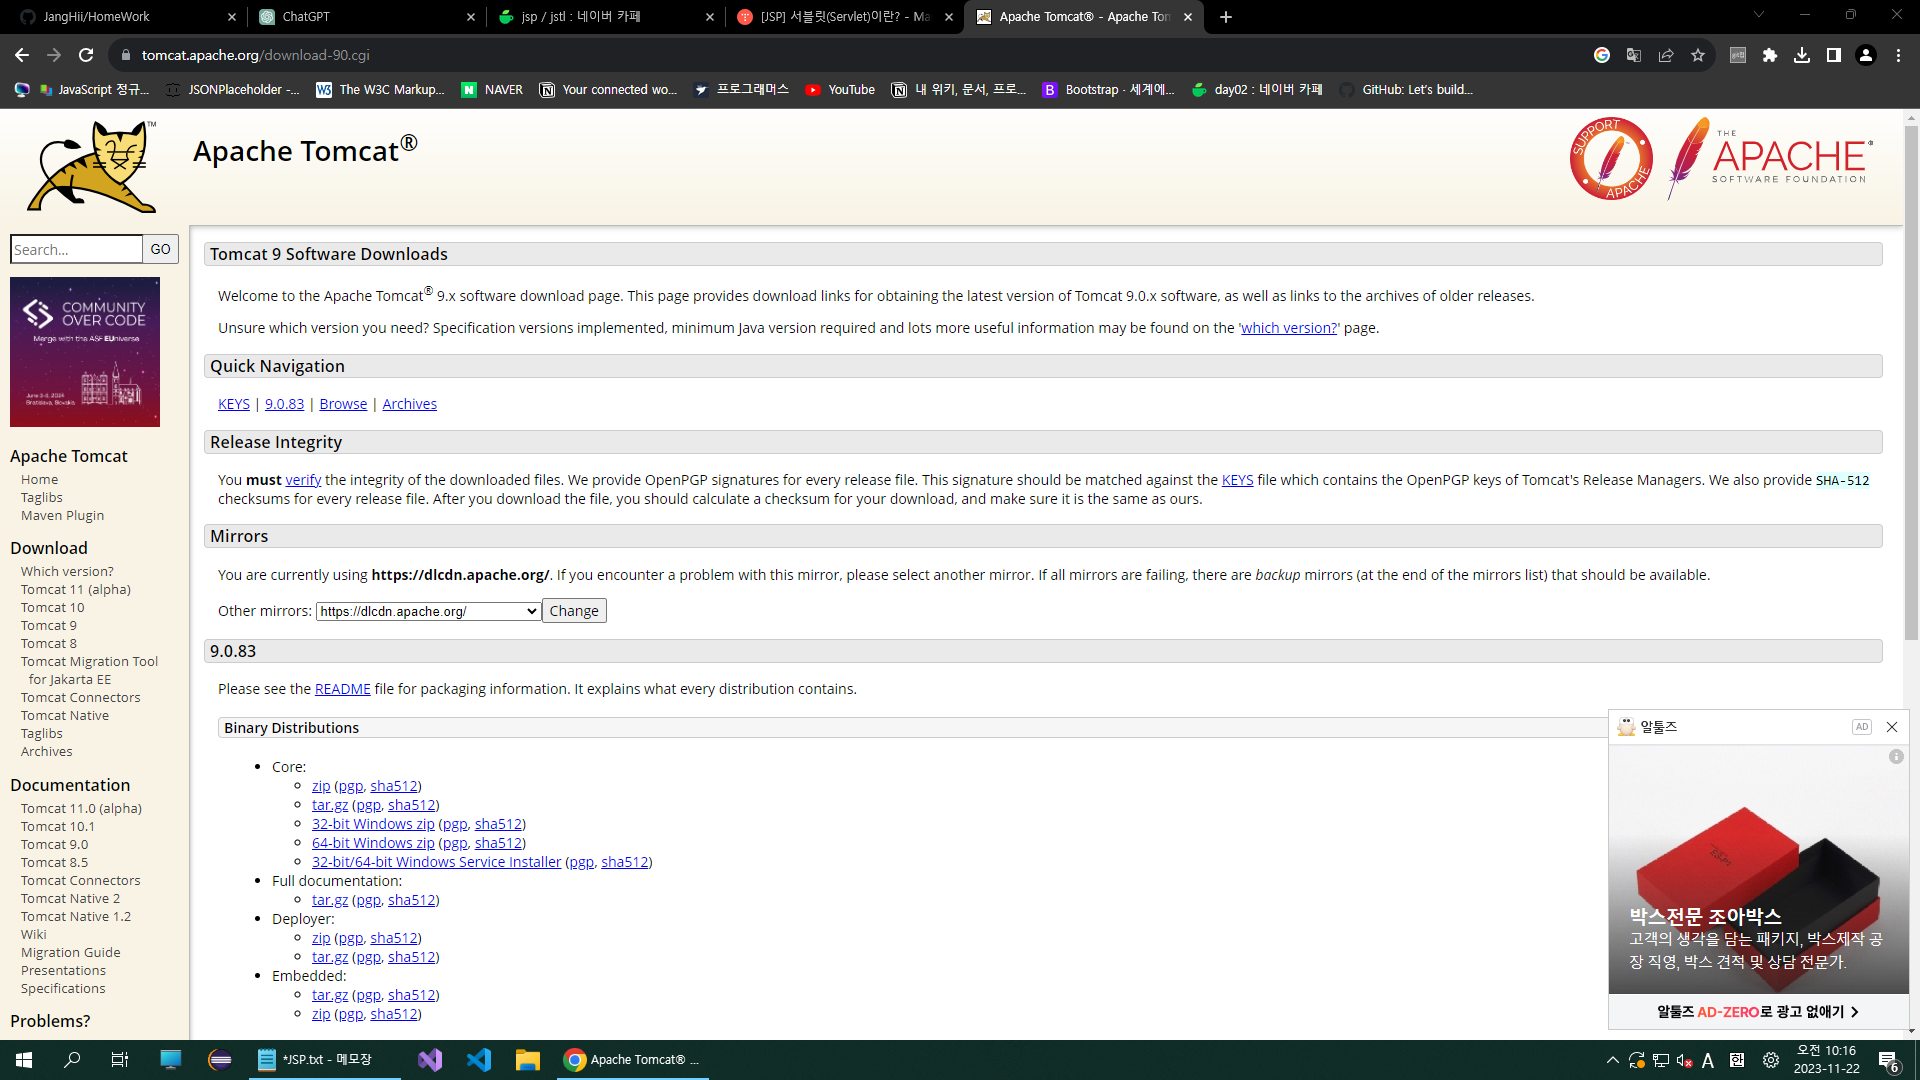 JangHii/HomeWork
ChatGPT
jsp / jstl : 네이버 카페
[JSP] 서블릿(Servlet)이란? - Ma
Apache Tomcat® - Apache Tom
tomcat.apache.org/download-90.cgi
JavaScript 정규...
JSONPlaceholder -...
The W3C Markup...
NAVER
Your connected wo...
프로그래머스
YouTube
내 위키, 문서, 프로...
Bootstrap · 세계에...
day02 : 네이버 카페
GitHub: Let's build...
TM
Apache Tomcat®
SUPPORT APACHE
THE
APACHE®
SOFTWARE FOUNDATION
Search...
GO
COMMUNITY
OVER CODE
Merge with the ASF EUniverse
June 3-5, 2024
Bratislava, Slovakia
Apache Tomcat
Home
Taglibs
Maven Plugin
Download
Which version?
Tomcat 11 (alpha)
Tomcat 10
Tomcat 9
Tomcat 8
Tomcat Migration Tool
for Jakarta EE
Tomcat Connectors
Tomcat Native
Taglibs
Archives
Documentation
Tomcat 11.0 (alpha)
Tomcat 10.1
Tomcat 9.0
Tomcat 8.5
Tomcat Connectors
Tomcat Native 2
Tomcat Native 1.2
Wiki
Migration Guide
Presentations
Specifications
Problems?
Tomcat 9 Software Downloads
Welcome to the Apache Tomcat® 9.x software download page. This page provides download links for obtaining the latest version of Tomcat 9.0.x software, as well as links to the archives of older releases.
Unsure which version you need? Specification versions implemented, minimum Java version required and lots more useful information may be found on the 'which version?' page.
Quick Navigation
KEYS | 9.0.83 | Browse | Archives
Release Integrity
You must verify the integrity of the downloaded files. We provide OpenPGP signatures for every release file. This signature should be matched against the KEYS file which contains the OpenPGP keys of Tomcat's Release Managers. We also provide SHA-512
checksums for every release file. After you download the file, you should calculate a checksum for your download, and make sure it is the same as ours.
Mirrors
You are currently using https://dlcdn.apache.org/. If you encounter a problem with this mirror, please select another mirror. If all mirrors are failing, there are backup mirrors (at the end of the mirrors list) that should be available.
Other mirrors: https://dlcdn.apache.org/ Change
9.0.83
Please see the README file for packaging information. It explains what every distribution contains.
Binary Distributions
Core:
zip (pgp, sha512)
tar.gz (pgp, sha512)
32-bit Windows zip (pgp, sha512)
64-bit Windows zip (pgp, sha512)
32-bit/64-bit Windows Service Installer (pgp, sha512)
Full documentation:
tar.gz (pgp, sha512)
Deployer:
zip (pgp, sha512)
tar.gz (pgp, sha512)
Embedded:
tar.gz (pgp, sha512)
zip (pgp, sha512)
알툴즈
AD
박스전문 조아박스
고객의 생각을 담는 패키지, 박스제작 공
장 직영, 박스 견적 및 상담 전문가.
알툴즈 AD-ZERO로 광고 없애기
*JSP.txt - 메모장
Apache Tomcat® ...
A
한
오전 10:16
2023-11-22
6